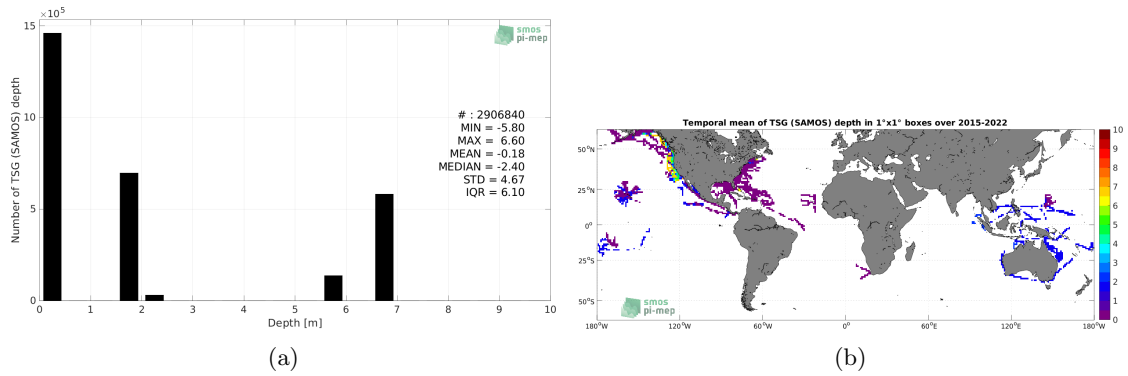 ×10⁵
15
10
5
0
Number of TSG (SAMOS) depth
smos
pi-mep
# : 2906840
MIN = -5.80
MAX = 6.60
MEAN = -0.18
MEDIAN = -2.40
STD = 4.67
IQR = 6.10
0 1 2 3 4 5 6 7 8 9 10
Depth [m]
(a)
Temporal mean of TSG (SAMOS) depth in 1°x1° boxes over 2015-2022
50°N
25°N
0°
25°S
50°S
smos
pi-mep
180°W 120°W 60°W 0° 60°E 120°E 180°W
10
9
8
7
6
5
4
3
2
1
0
(b)